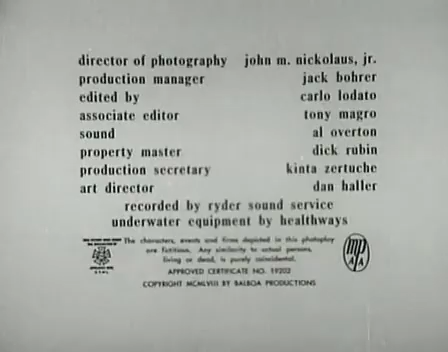 director of photography john m. nickolaus, jr.
production manager jack bohrer
edited by carlo lodato
associate editor tony magro
sound al overton
property master dick rubin
production secretary kinta zertuche
art director dan haller
recorded by ryder sound service
underwater equipment by healthways
The characters, events and firms depicted in this photoplay
are fictitious. Any similarity to actual persons,
living or dead, is purely coincidental.
APPROVED CERTIFICATE NO.
COPYRIGHT MCMLVIII BY BALBOA PRODUCTIONS